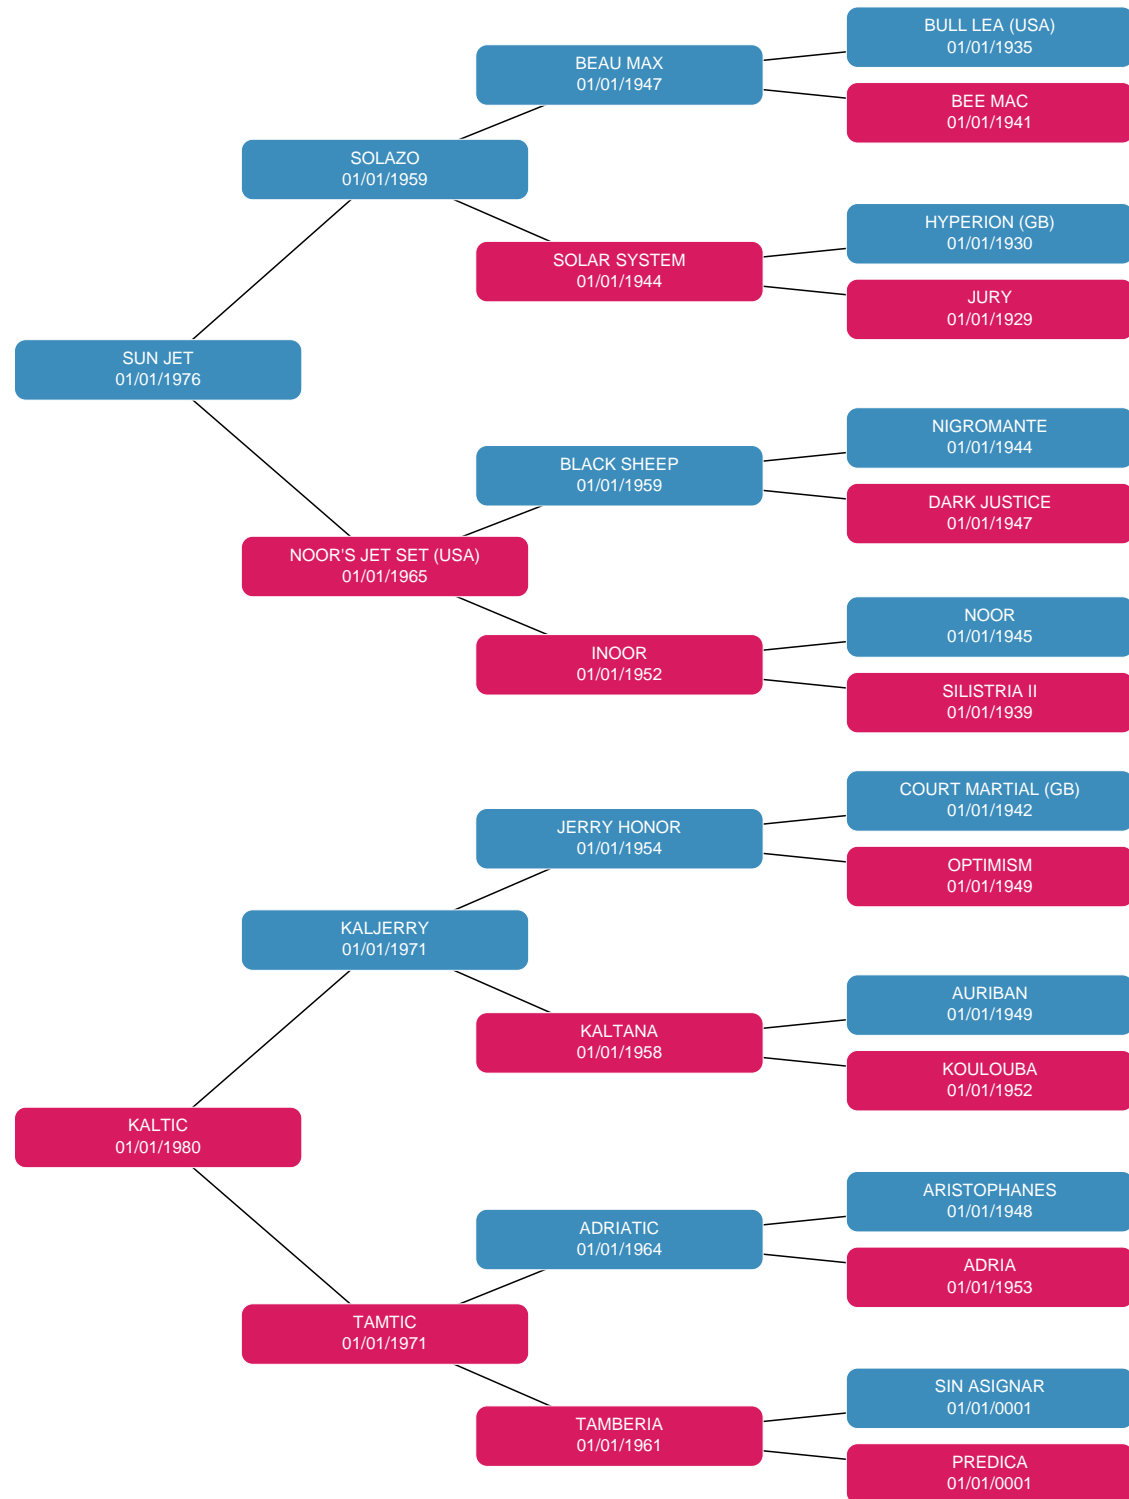 BULL LEA (USA)
01/01/1935
BEAU MAX
01/01/1947
BEE MAC
01/01/1941
SOLAZO
01/01/1959
HYPERION (GB)
01/01/1930
SOLAR SYSTEM
01/01/1944
JURY
01/01/1929
SUN JET
01/01/1976
NIGROMANTE
01/01/1944
BLACK SHEEP
01/01/1959
DARK JUSTICE
01/01/1947
NOOR'S JET SET (USA)
01/01/1965
NOOR
01/01/1945
INOOR
01/01/1952
SILISTRIA II
01/01/1939
COURT MARTIAL (GB)
01/01/1942
JERRY HONOR
01/01/1954
OPTIMISM
01/01/1949
KALJERRY
01/01/1971
AURIBAN
01/01/1949
KALTANA
01/01/1958
KOULOUBA
01/01/1952
KALTIC
01/01/1980
ARISTOPHANES
01/01/1948
ADRIATIC
01/01/1964
ADRIA
01/01/1953
TAMTIC
01/01/1971
SIN ASIGNAR
01/01/0001
TAMBERIA
01/01/1961
PREDICA
01/01/0001